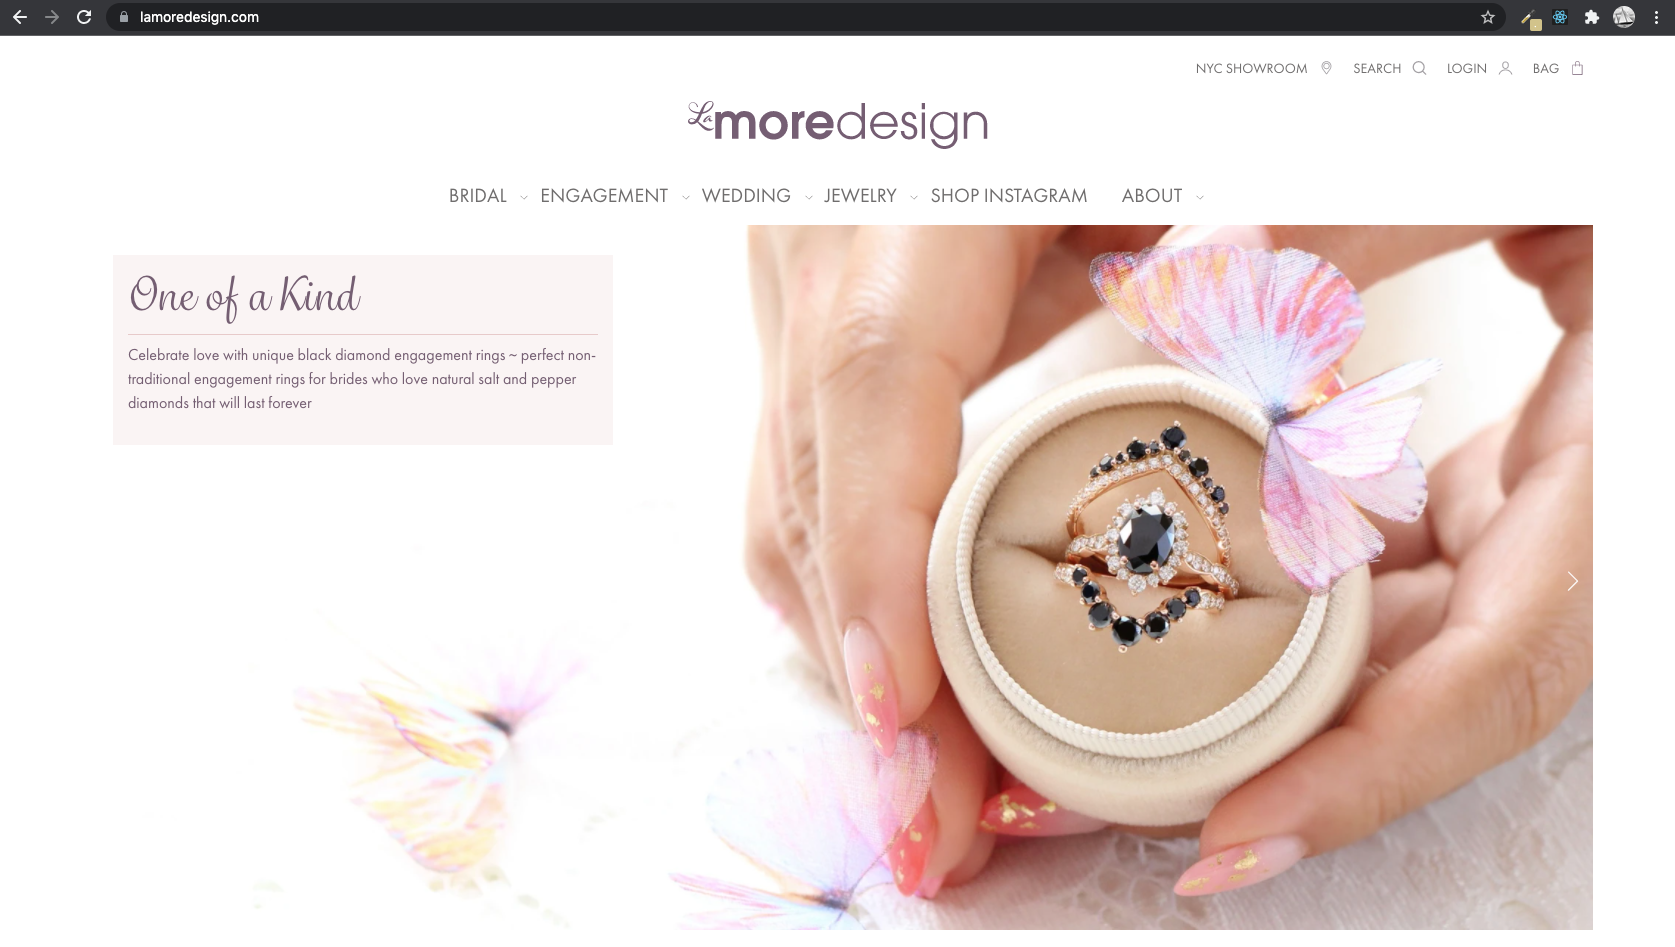 lamoredesign.com
NYC SHOWROOM SEARCH LOGIN BAG
La moredesign
BRIDAL ENGAGEMENT WEDDING JEWELRY SHOP INSTAGRAM ABOUT
One of a Kind
Celebrate love with unique black diamond engagement rings ~ perfect non-
traditional engagement rings for brides who love natural salt and pepper
diamonds that will last forever